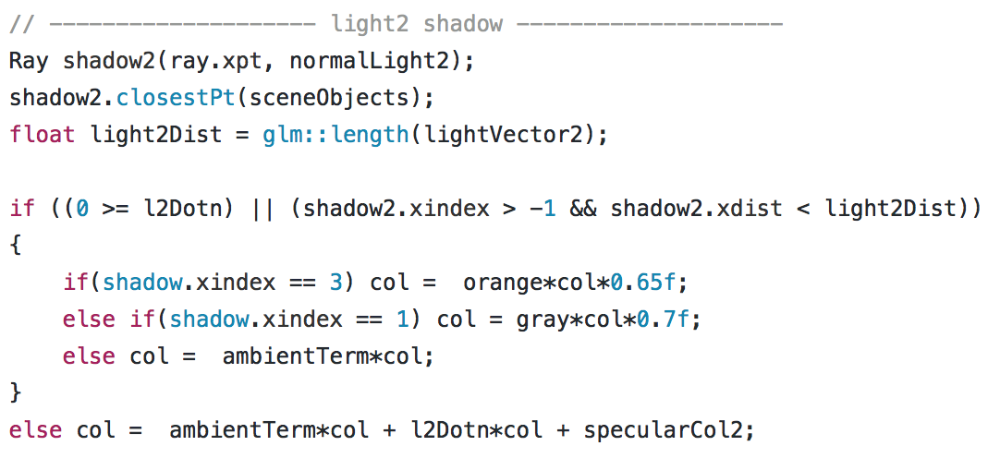 // -------------------- light2 shadow --------------------
Ray shadow2(ray.xpt, normalLight2);
shadow2.closestPt(sceneObjects);
float light2Dist = glm::length(lightVector2);

if ((0 >= l2Dotn) || (shadow2.xindex > -1 && shadow2.xdist < light2Dist))
{
    if(shadow.xindex == 3) col =  orange*col*0.65f;
    else if(shadow.xindex == 1) col = gray*col*0.7f;
    else col =  ambientTerm*col;
}
else col =  ambientTerm*col + l2Dotn*col + specularCol2;